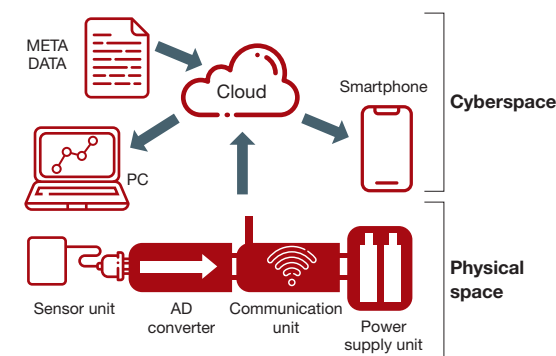 META
DATA
Cloud
Smartphone
Cyberspace
PC
Physical
space
Sensor unit
AD
converter
Communication
unit
Power
supply unit